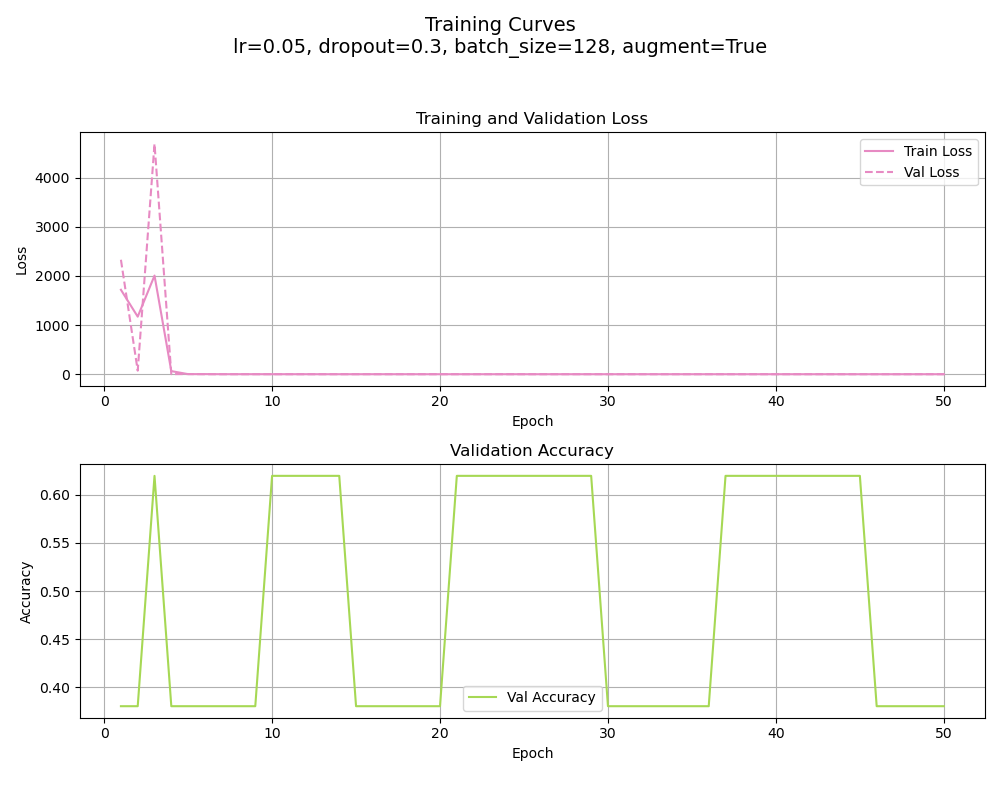 Training Curves
lr=0.05, dropout=0.3, batch_size=128, augment=True
Training and Validation Loss
Train Loss
Val Loss
4000
3000
2000
1000
0
Loss
0 10 20 30 40 50
Epoch
Validation Accuracy
0.60
0.55
0.50
0.45
0.40
Accuracy
Val Accuracy
0 10 20 30 40 50
Epoch